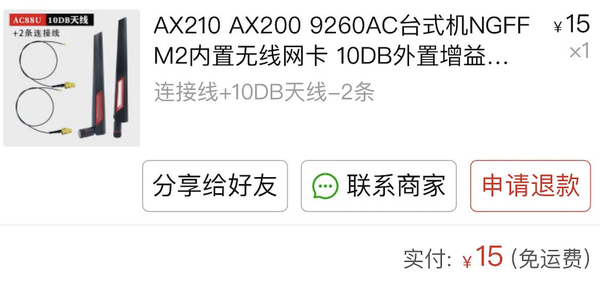 AC88U 10DB天线
+2条连接线
AX210 AX200 9260AC台式机NGFF
M2内置无线网卡 10DB外置增益...
¥15
×1
连接线+10DB天线-2条
分享给好友
联系商家
申请退款
实付: ¥15 (免运费)